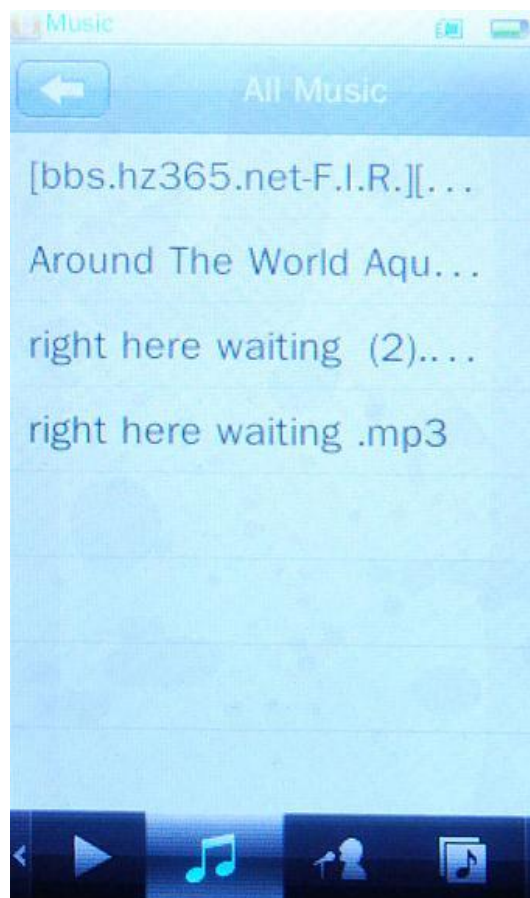 Music
All Music
[bbs.hz365.net-F.I.R.][...
Around The World Aqu...
right here waiting  (2)....
right here waiting .mp3